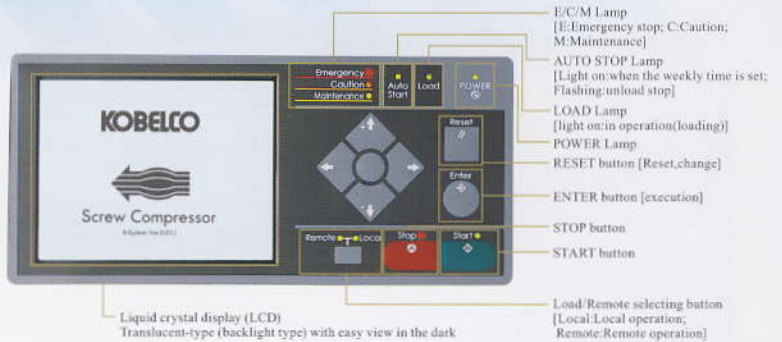 E/C/M Lamp
[E:Emergency stop; C:Caution;
M:Maintenance]
AUTO STOP Lamp
[Light on:when the weekly time is set;
Flashing:unload stop]
LOAD Lamp
[light on:in operation(loading)]
POWER Lamp
RESET button [Reset,change]
ENTER button [execution]
STOP button
START button
Load/Remote selecting button
[Local:Local operation;
Remote:Remote operation]
Emergency
Caution
Maintenance
Auto
Start
Load
POWER
KOBELCO
Screw Compressor
+
-
Reset
Enter
Remote
Local
Stop
Start
Liquid crystal display (LCD)
Translucent-type (backlight type) with easy view in the dark